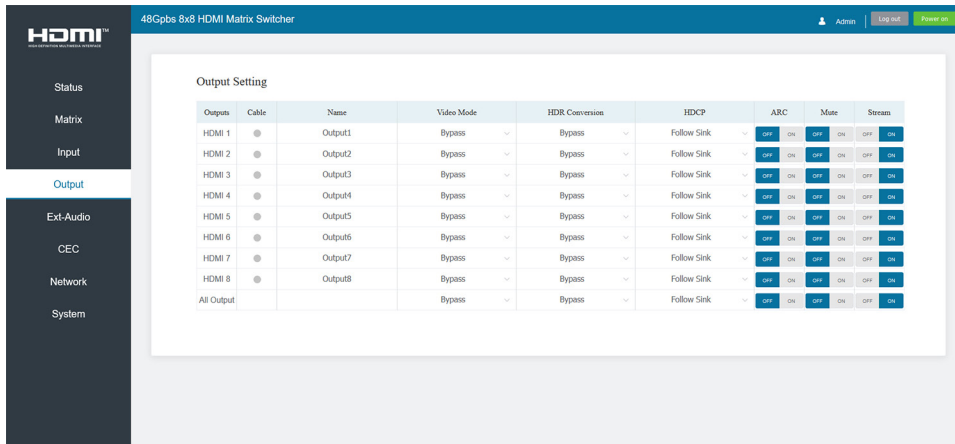 48Gpbs 8x8 HDMI Matrix Switcher
Admin
Log out
Power on
HDMI™
HIGH-DEFINITION MULTIMEDIA INTERFACE
Status
Matrix
Input
Output
Ext-Audio
CEC
Network
System
Output Setting
Outputs Cable Name Video Mode HDR Conversion HDCP ARC Mute Stream
HDMI 1 Output1 Bypass Bypass Follow Sink OFF ON OFF ON OFF ON
HDMI 2 Output2 Bypass Bypass Follow Sink OFF ON OFF ON OFF ON
HDMI 3 Output3 Bypass Bypass Follow Sink OFF ON OFF ON OFF ON
HDMI 4 Output4 Bypass Bypass Follow Sink OFF ON OFF ON OFF ON
HDMI 5 Output5 Bypass Bypass Follow Sink OFF ON OFF ON OFF ON
HDMI 6 Output6 Bypass Bypass Follow Sink OFF ON OFF ON OFF ON
HDMI 7 Output7 Bypass Bypass Follow Sink OFF ON OFF ON OFF ON
HDMI 8 Output8 Bypass Bypass Follow Sink OFF ON OFF ON OFF ON
All Output Bypass Bypass Follow Sink OFF ON OFF ON OFF ON